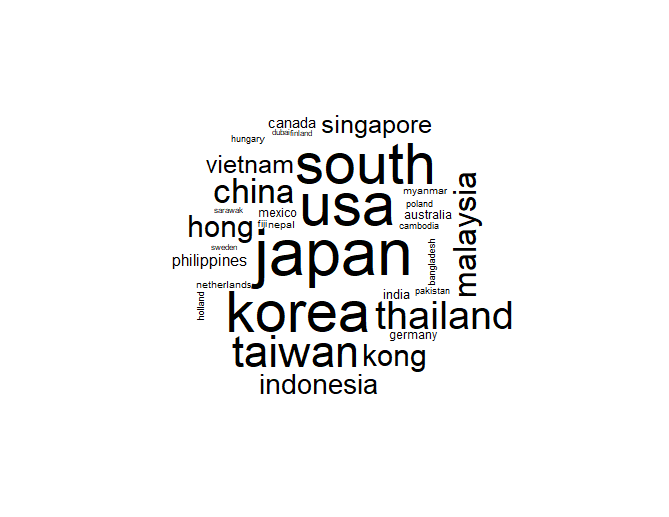 canada
singapore
dubai
finland
hungary
vietnam
south
china
usa
myanmar
malaysia
sarawak
mexico
poland
australia
hong
fiji
nepal
cambodia
sweden
japan
philippines
bangladesh
netherlands
india
pakistan
holland
korea
thailand
germany
taiwan
kong
indonesia